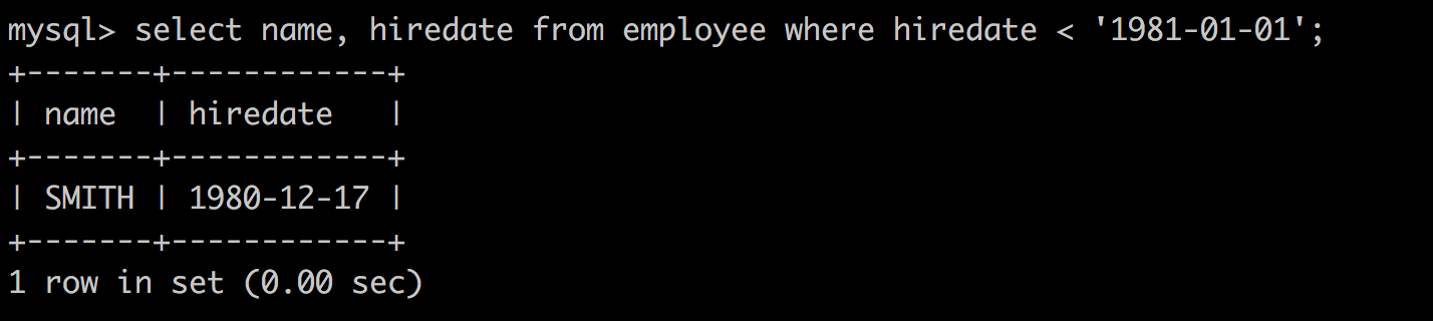 mysql> select name, hiredate from employee where hiredate < '1981-01-01';
+-------+------------+
| name  | hiredate   |
+-------+------------+
| SMITH | 1980-12-17 |
+-------+------------+
1 row in set (0.00 sec)